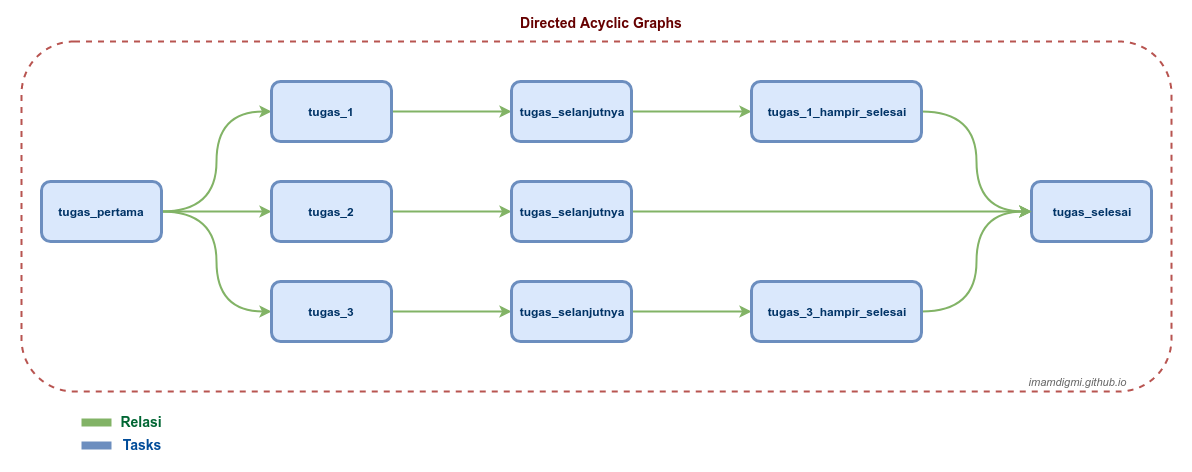 Directed Acyclic Graphs
tugas_1
tugas_selanjutnya
tugas_1_hampir_selesai
tugas_pertama
tugas_2
tugas_selanjutnya
tugas_selesai
tugas_3
tugas_selanjutnya
tugas_3_hampir_selesai
imamdigmi.github.io
Relasi
Tasks